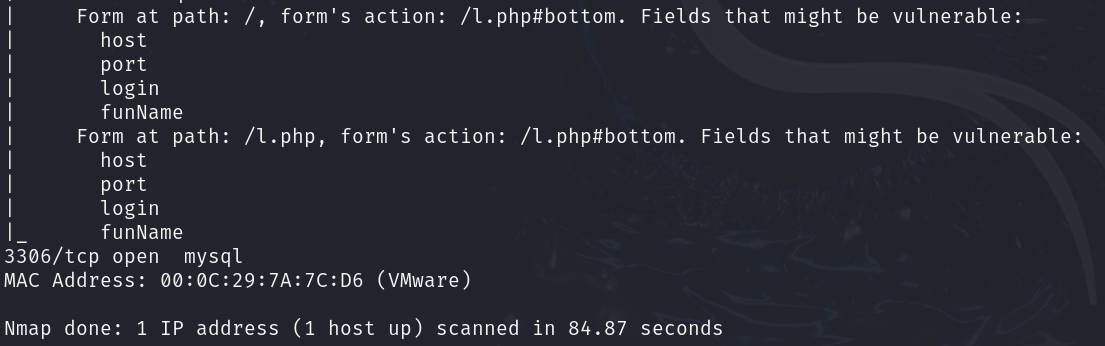 |     Form at path: /, form's action: /l.php#bottom. Fields that might be vulnerable:
|       host
|       port
|       login
|       funName
|     Form at path: /l.php, form's action: /l.php#bottom. Fields that might be vulnerable:
|       host
|       port
|       login
|_      funName
3306/tcp open  mysql
MAC Address: 00:0C:29:7A:7C:D6 (VMware)

Nmap done: 1 IP address (1 host up) scanned in 84.87 seconds